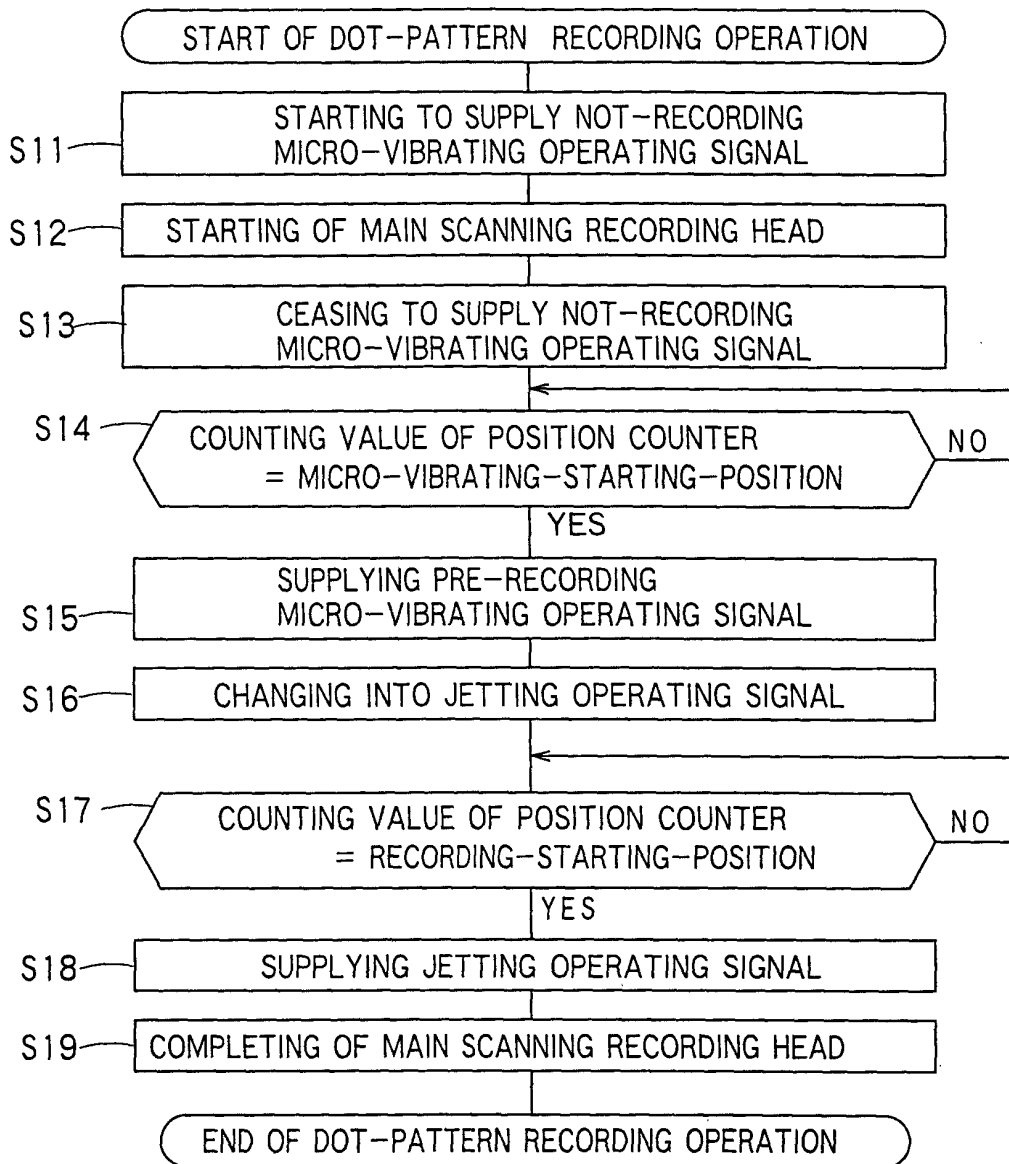 START OF DOT-PATTERN RECORDING OPERATION
S11
STARTING TO SUPPLY NOT-RECORDING
MICRO-VIBRATING OPERATING SIGNAL
S12
STARTING OF MAIN SCANNING RECORDING HEAD
S13
CEASING TO SUPPLY NOT-RECORDING
MICRO-VIBRATING OPERATING SIGNAL
S14
COUNTING VALUE OF POSITION COUNTER
= MICRO-VIBRATING-STARTING-POSITION
NO
YES
S15
SUPPLYING PRE-RECORDING
MICRO-VIBRATING OPERATING SIGNAL
S16
CHANGING INTO JETTING OPERATING SIGNAL
S17
COUNTING VALUE OF POSITION COUNTER
= RECORDING-STARTING-POSITION
NO
YES
S18
SUPPLYING JETTING OPERATING SIGNAL
S19
COMPLETING OF MAIN SCANNING RECORDING HEAD
END OF DOT-PATTERN RECORDING OPERATION